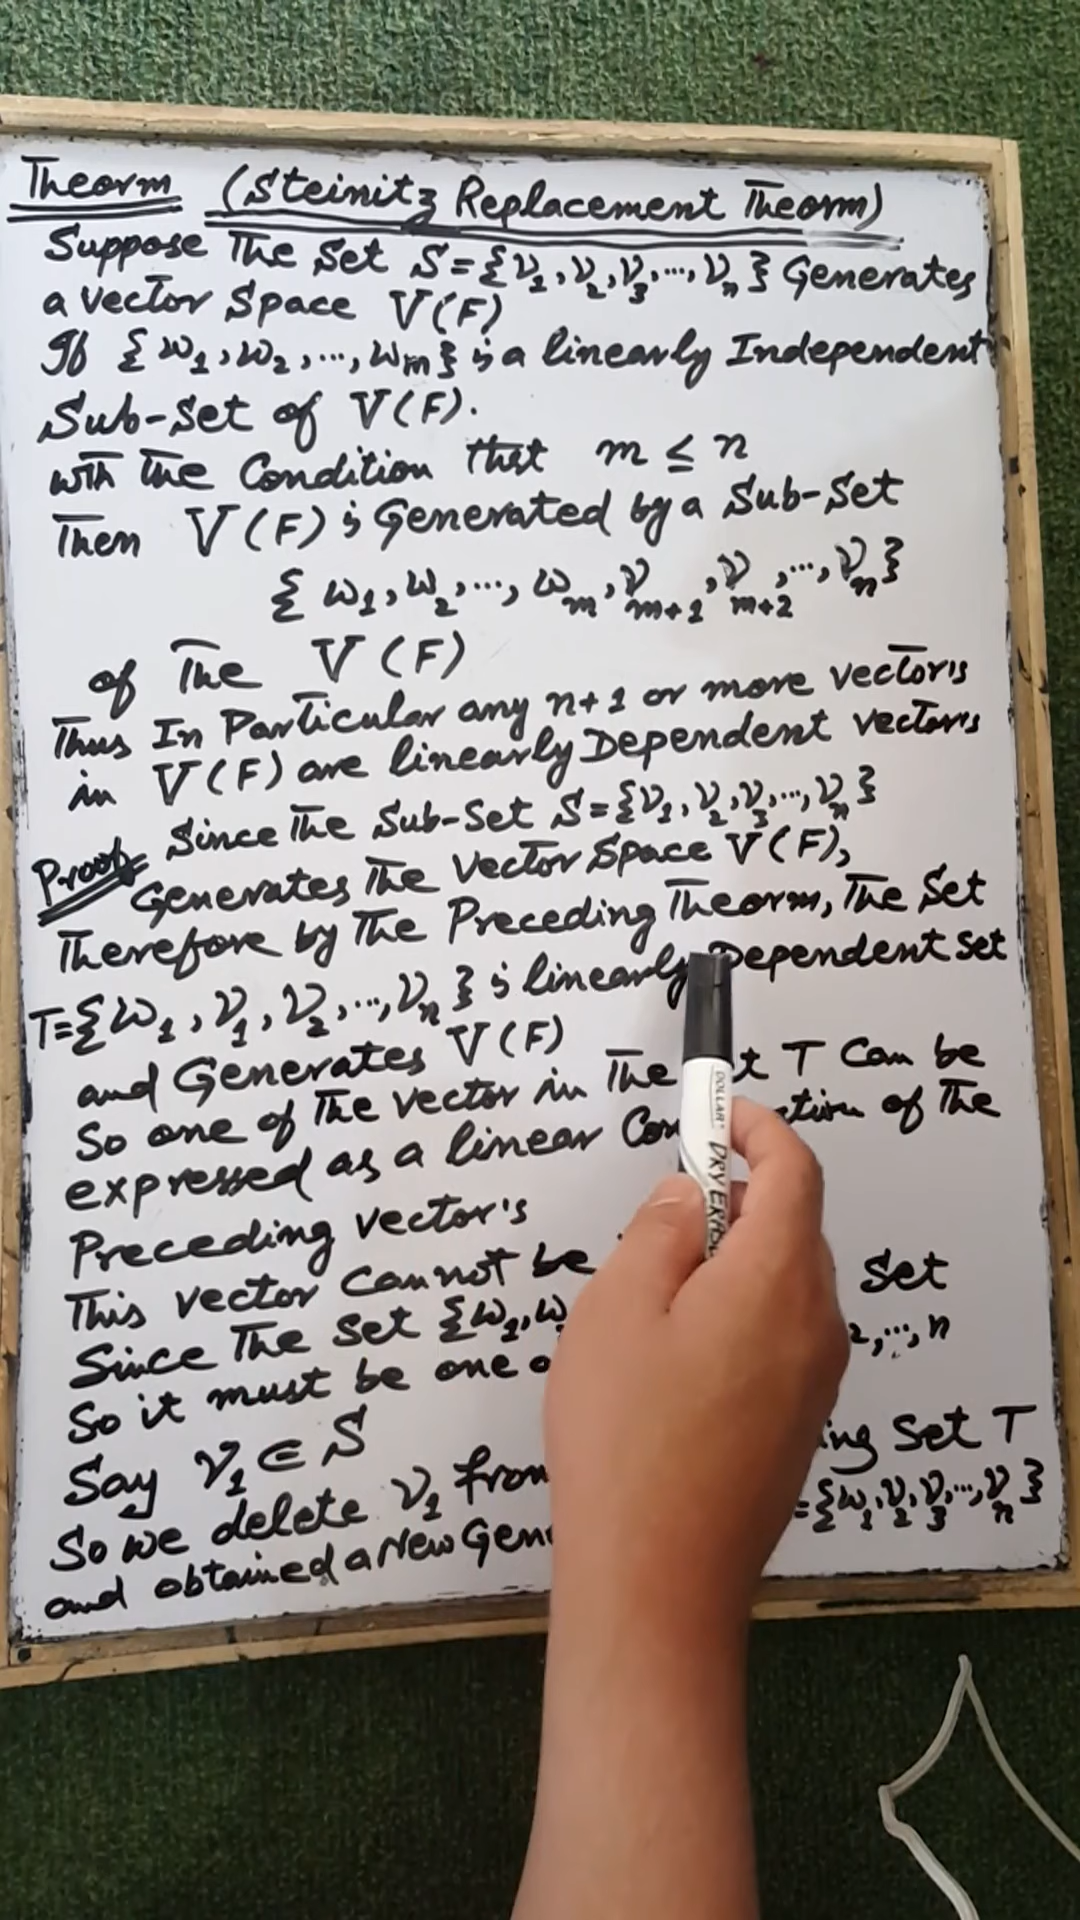 Theorm (Steinitz Replacement Theorm)
Suppose The Set S={v₁,v₂,v₃,...,vₙ} Generates
a vector Space V(F)
If {w₁,w₂,...,wₘ} is a linearly Independent
Sub-Set of V(F).
with the Condition that m ≤ n
Then V(F) is Generated by a Sub-Set
{w₁,w₂,...,wₘ,vₘ₊₁,vₘ₊₂,...,vₙ}
of The V(F)
Thus In Particular any n+1 or more vector's
in V(F) are linearly Dependent vector's
Proof= Since The Sub-Set S={v₁,v₂,v₃,...,vₙ}
Generates The Vector Space V(F),
Therefore by The Preceding Theorm, The Set
T={w₁,v₁,v₂,...,vₙ} is linearly Dependent set
and Generates V(F)
So one of The vector in The T Can be
expressed as a linear of The
Preceding vector's
This vector Cannot be Set
Since The Set {w₁,w 2,...,n
So it must be one
Say v₁ ∈ S
So we delete v₁ from Set T
and obtained a New ={w₁,v₂,v₃,...,vₙ}
DOLLAR
DRY